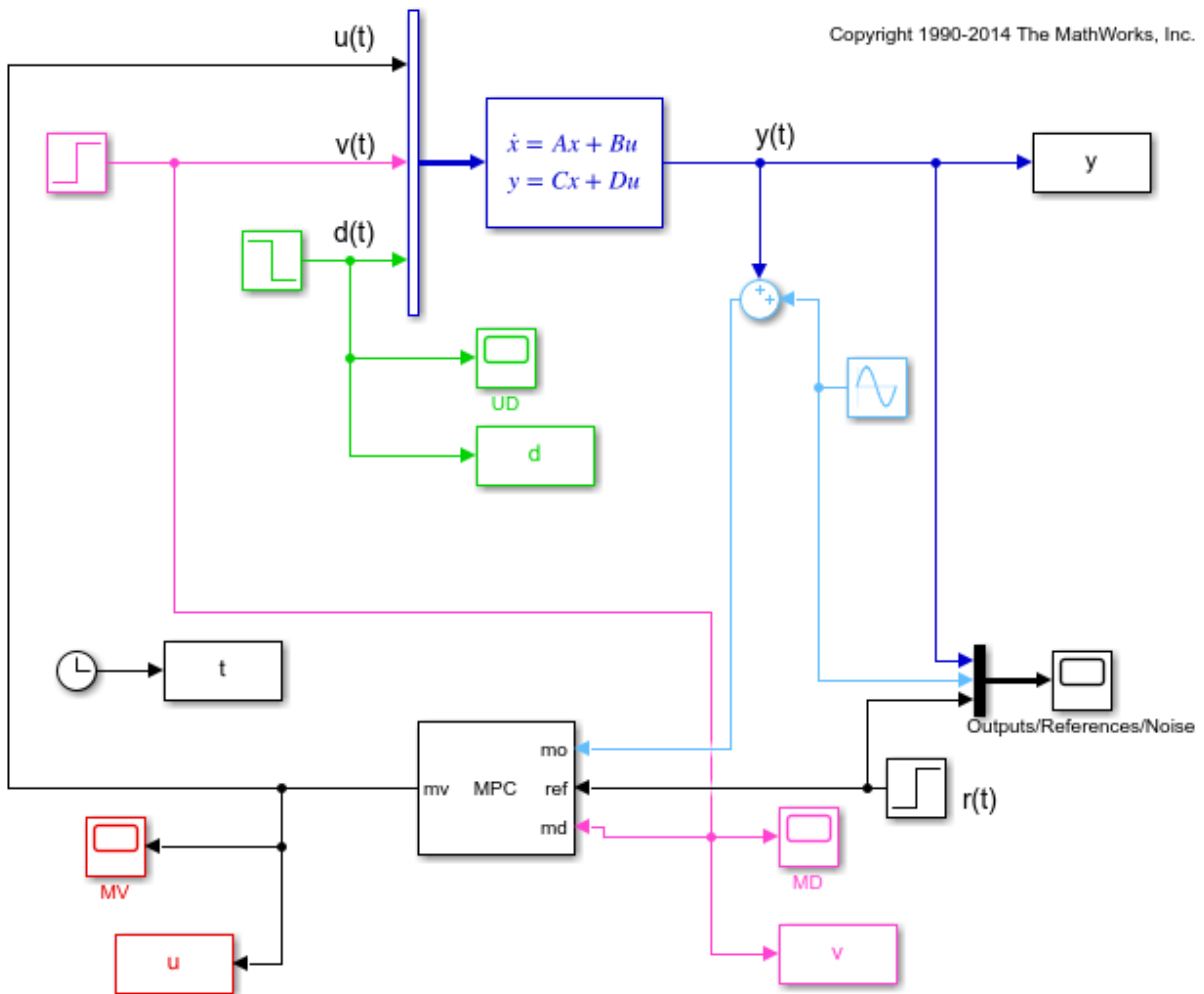 u(t)
Copyright 1990-2014 The MathWorks, Inc.
v(t)
ẋ = Ax + Bu
y = Cx + Du
y(t)
y
d(t)
+
+
UD
d
t
Outputs/References/Noise
mo
mv
MPC
ref
md
r(t)
MV
MD
u
v